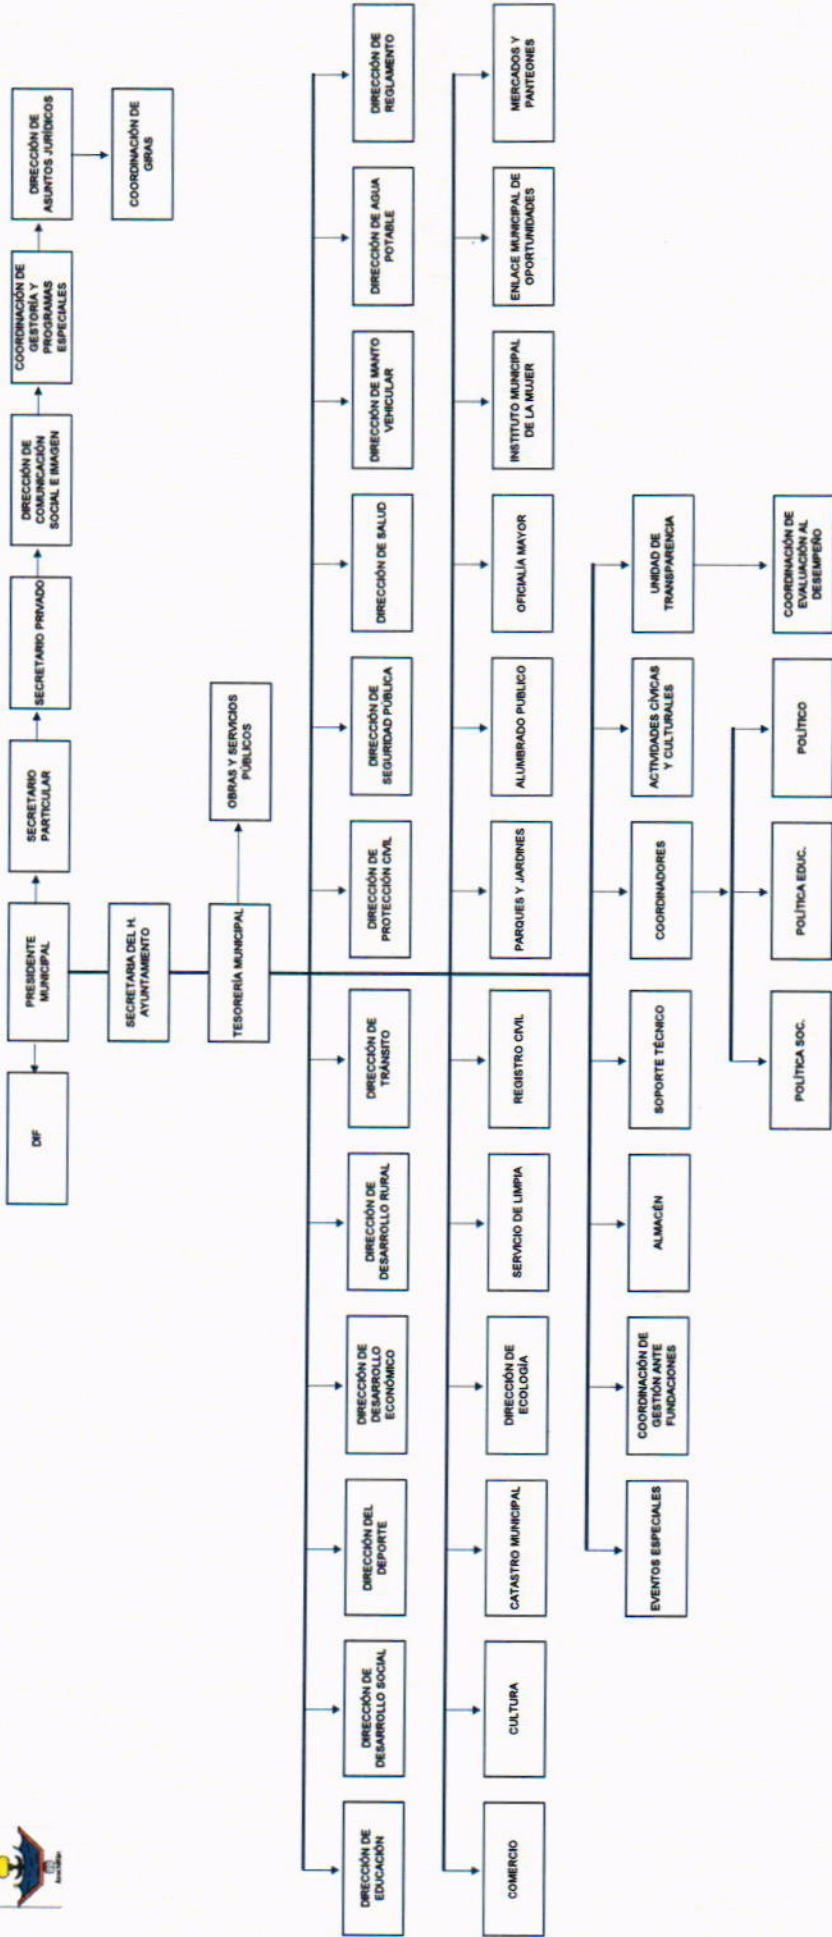 DIF
PRESIDENTE
MUNICIPAL
SECRETARIO
PARTICULAR
SECRETARIO PRIVADO
DIRECCIÓN DE
COMUNICACIÓN
SOCIAL E IMAGEN
COORDINACIÓN DE
GESTORÍA Y
PROGRAMAS
ESPECIALES
DIRECCIÓN DE
ASUNTOS JURÍDICOS
COORDINACIÓN DE
GIRAS
SECRETARIA DEL H.
AYUNTAMIENTO
TESORERÍA MUNICIPAL
OBRAS Y SERVICIOS
PÚBLICOS
DIRECCIÓN DE
EDUCACIÓN
DIRECCIÓN DE
DESARROLLO SOCIAL
DIRECCIÓN DEL
DEPORTE
DIRECCIÓN DE
DESARROLLO
ECONÓMICO
DIRECCIÓN DE
DESARROLLO RURAL
DIRECCIÓN DE
TRÁNSITO
DIRECCIÓN DE
PROTECCIÓN CIVIL
DIRECCIÓN DE
SEGURIDAD PÚBLICA
DIRECCIÓN DE SALUD
DIRECCIÓN DE MANTO
VEHICULAR
DIRECCIÓN DE AGUA
POTABLE
DIRECCIÓN DE
REGLAMENTO
COMERCIO
CULTURA
CATASTRO MUNICIPAL
DIRECCIÓN DE
ECOLOGÍA
SERVICIO DE LIMPIA
REGISTRO CIVIL
PARQUES Y JARDINES
ALUMBRADO PUBLICO
OFICIALÍA MAYOR
INSTITUTO MUNICIPAL
DE LA MUJER
ENLACE MUNICIPAL DE
OPORTUNIDADES
MERCADOS Y
PANTEONES
EVENTOS ESPECIALES
COORDINACIÓN DE
GESTIÓN ANTE
FUNDACIONES
ALMACÉN
SOPORTE TÉCNICO
COORDINADORES
ACTIVIDADES CÍVICAS
Y CULTURALES
UNIDAD DE
TRANSPARENCIA
POLÍTICA SOC.
POLÍTICA EDUC.
POLÍTICO
COORDINACIÓN DE
EVALUACIÓN AL
DESEMPEÑO